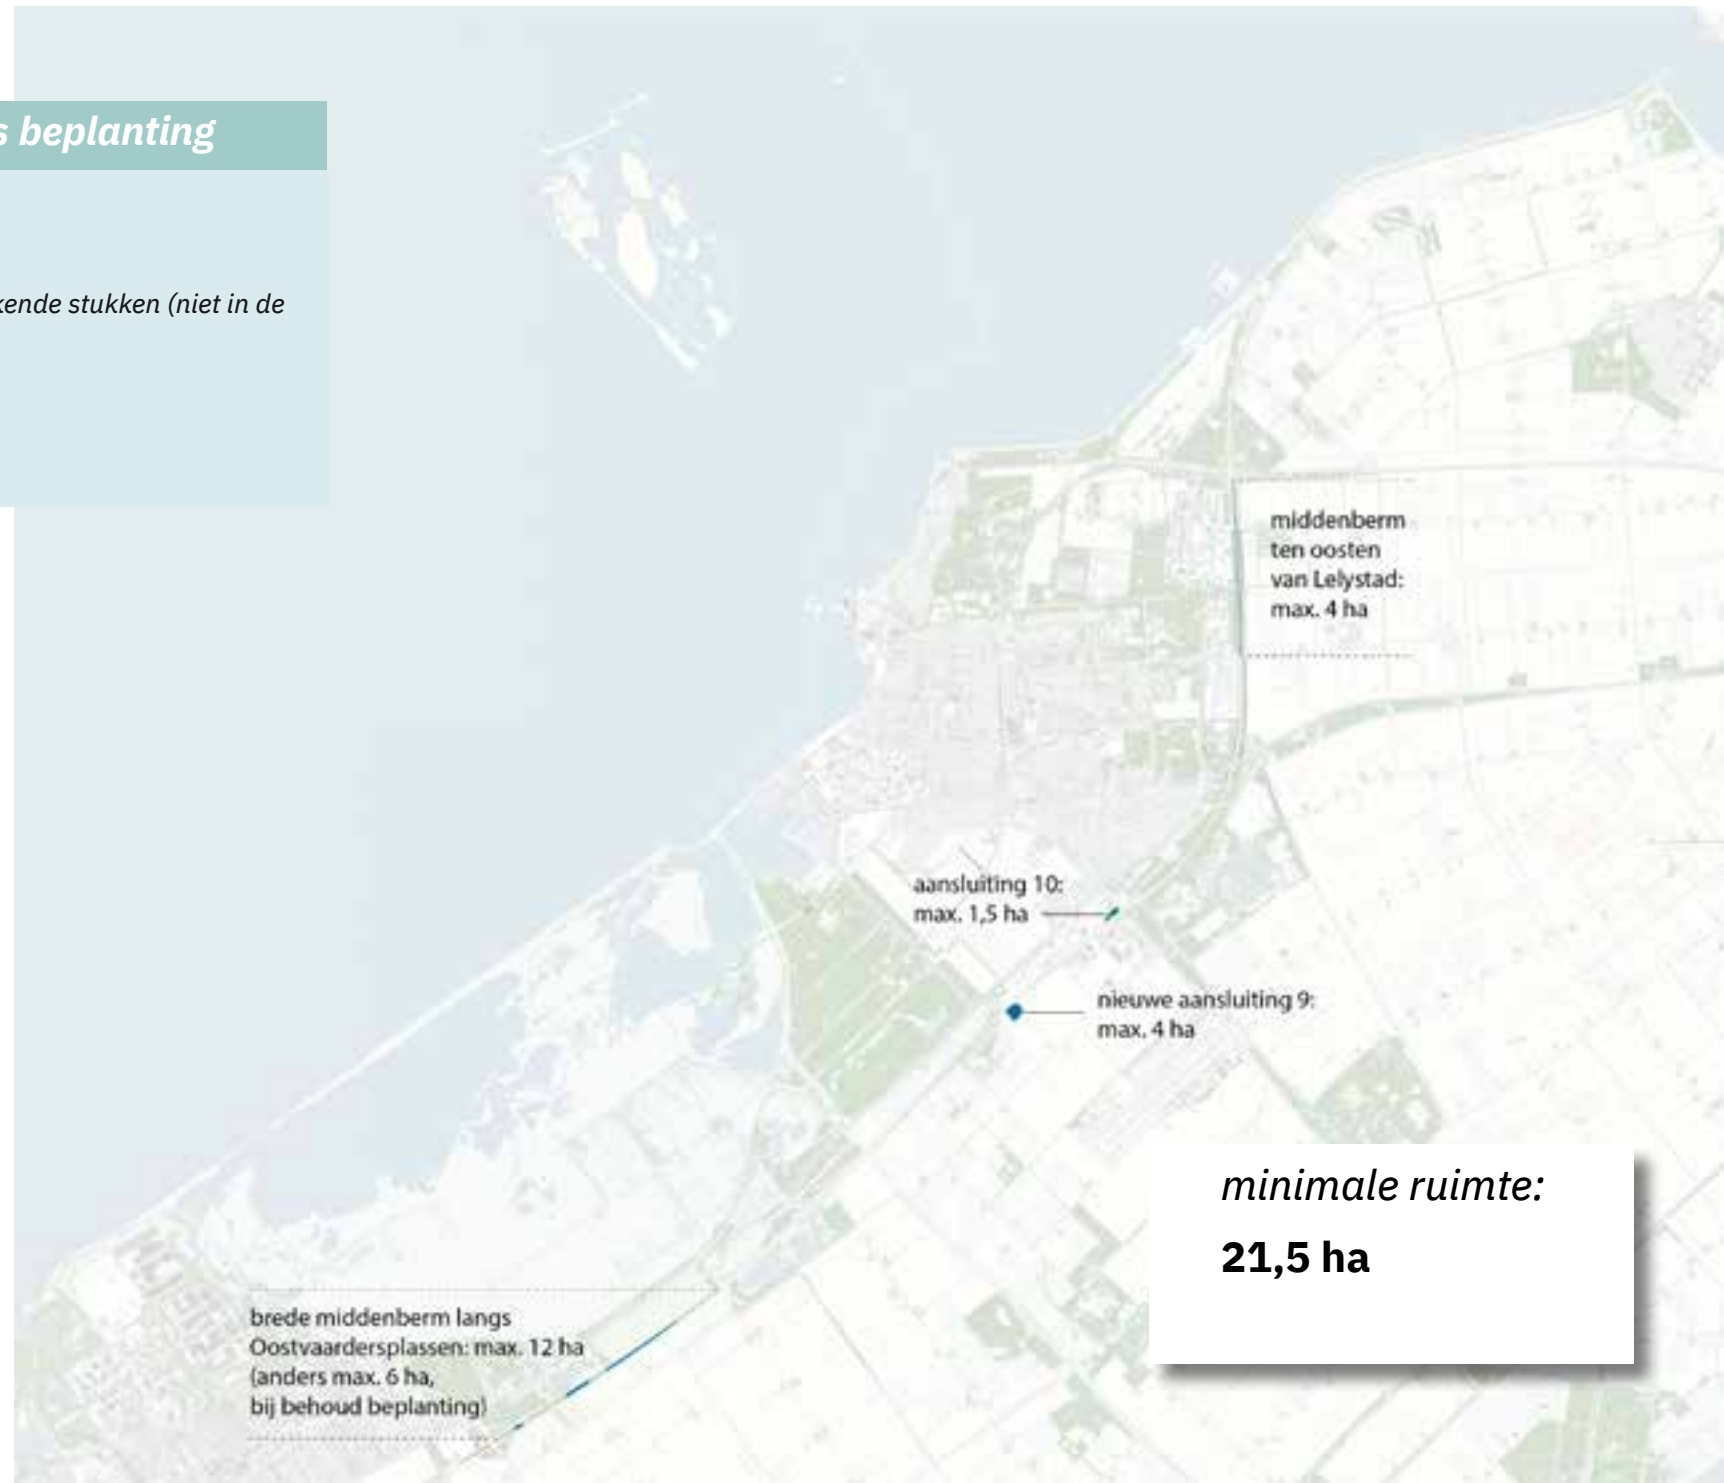 s beplanting
kende stukken (niet in de
middenberm
ten oosten
van Lelystad:
max. 4 ha
aansluiting 10:
max. 1,5 ha
nieuwe aansluiting 9:
max. 4 ha
minimale ruimte:
21,5 ha
brede middenberm langs
Oostvaardersplassen: max. 12 ha
(anders max. 6 ha,
bij behoud beplanting)